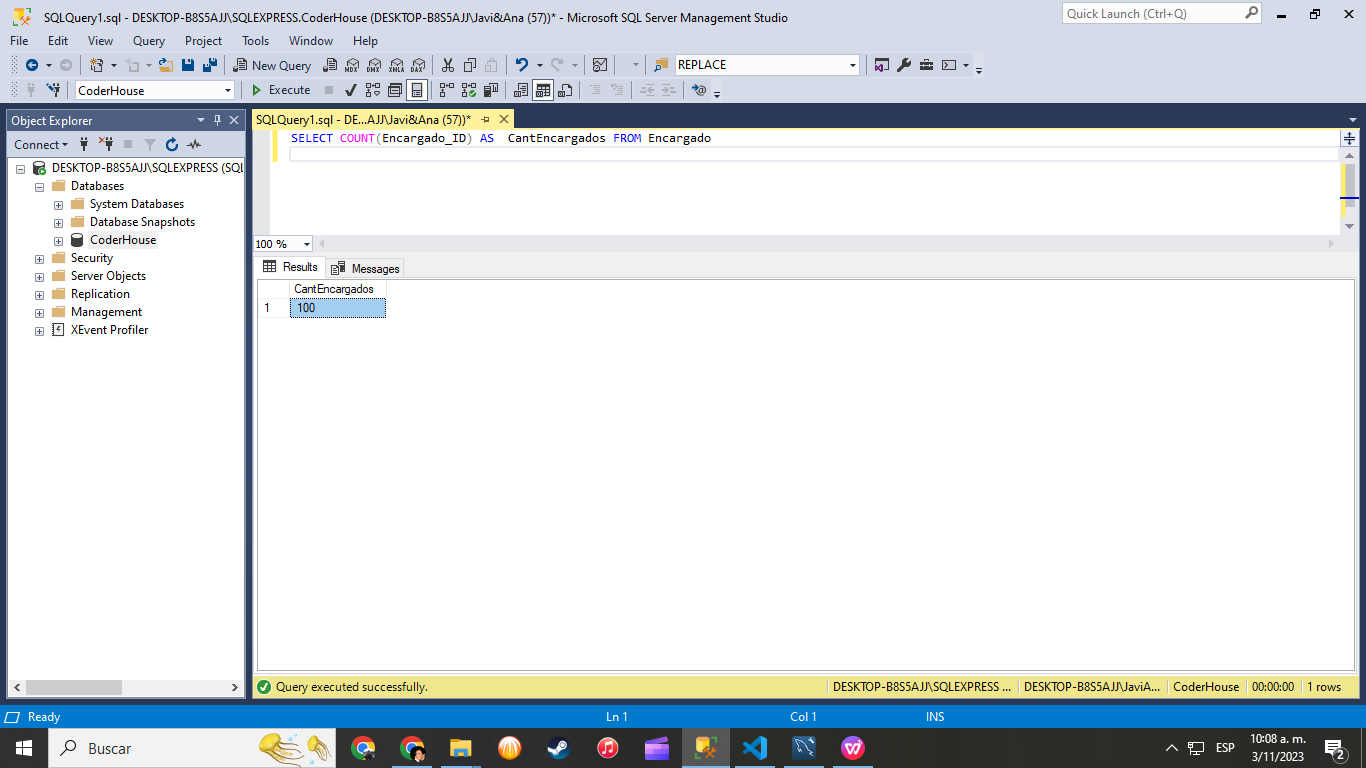 SQLQuery1.sql - DESKTOP-B8S5AJJ\SQLEXPRESS.CoderHouse (DESKTOP-B8S5AJJ\Javi&Ana (57))* - Microsoft SQL Server Management Studio
Quick Launch (Ctrl+Q)
File Edit View Query Project Tools Window Help
New Query MDX DMX XMLA DAX REPLACE
CoderHouse Execute
Object Explorer
SQLQuery1.sql - DE...AJJ\Javi&Ana (57))*
Connect
SELECT COUNT(Encargado_ID) AS  CantEncargados FROM Encargado
DESKTOP-B8S5AJJ\SQLEXPRESS (SQL
Databases
System Databases
Database Snapshots
CoderHouse
Security
Server Objects
Replication
Management
XEvent Profiler
100 %
Results Messages
CantEncargados
1 100
Query executed successfully. DESKTOP-B8S5AJJ\SQLEXPRESS ... DESKTOP-B8S5AJJ\JaviA... CoderHouse 00:00:00 1 rows
Ready Ln 1 Col 1 INS
Buscar
ESP
10:08 a. m.
3/11/2023
2